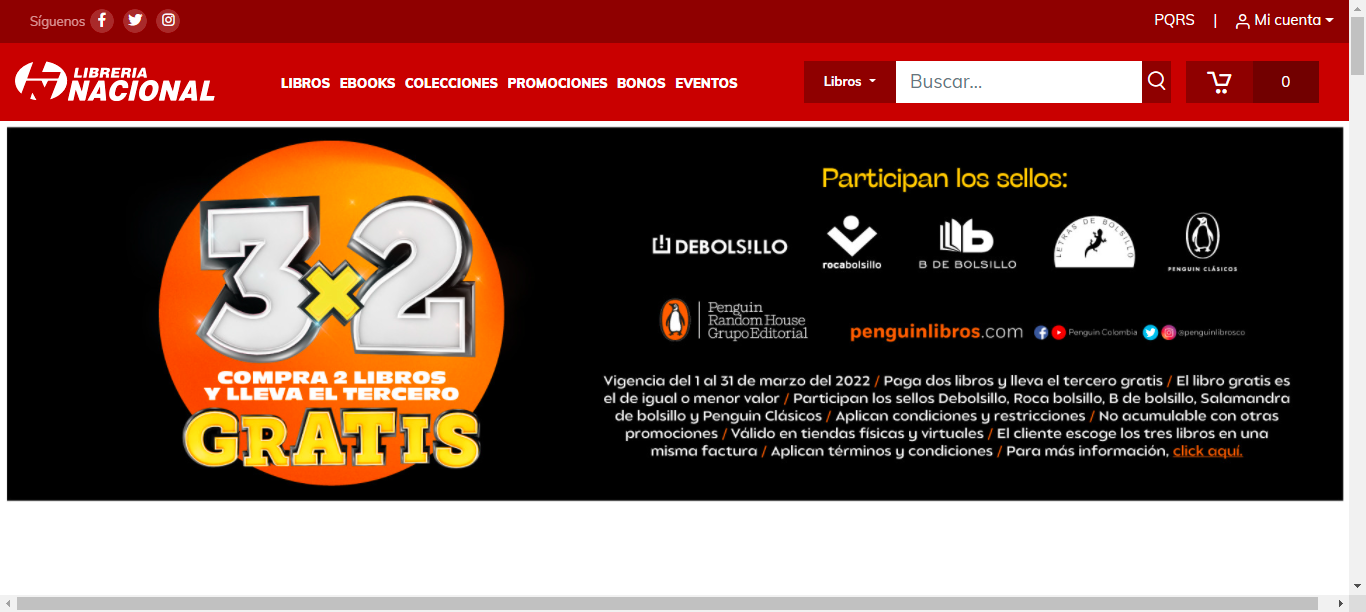 Síguenos
PQRS | Mi cuenta
LIBRERIA
NACIONAL
LIBROS EBOOKS COLECCIONES PROMOCIONES BONOS EVENTOS
Libros
Buscar...
0
3x2
COMPRA 2 LIBROS
Y LLEVA EL TERCERO
GRATIS
Participan los sellos:
DEBOLS!LLO
rocabolsillo
B DE BOLSILLO
LETRAS DE BOLSILLO
PENGUIN CLÁSICOS
Penguin
Random House
Grupo Editorial
penguinlibros.com
Penguin Colombia
@penguinlibrosco
Vigencia del 1 al 31 de marzo del 2022 / Paga dos libros y lleva el tercero gratis / El libro gratis es
el de igual o menor valor / Participan los sellos Debolsillo, Roca bolsillo, B de bolsillo, Salamandra
de bolsillo y Penguin Clásicos / Aplican condiciones y restricciones / No acumulable con otras
promociones / Válido en tiendas físicas y virtuales / El cliente escoge los tres libros en una
misma factura / Aplican términos y condiciones / Para más información, click aquí.